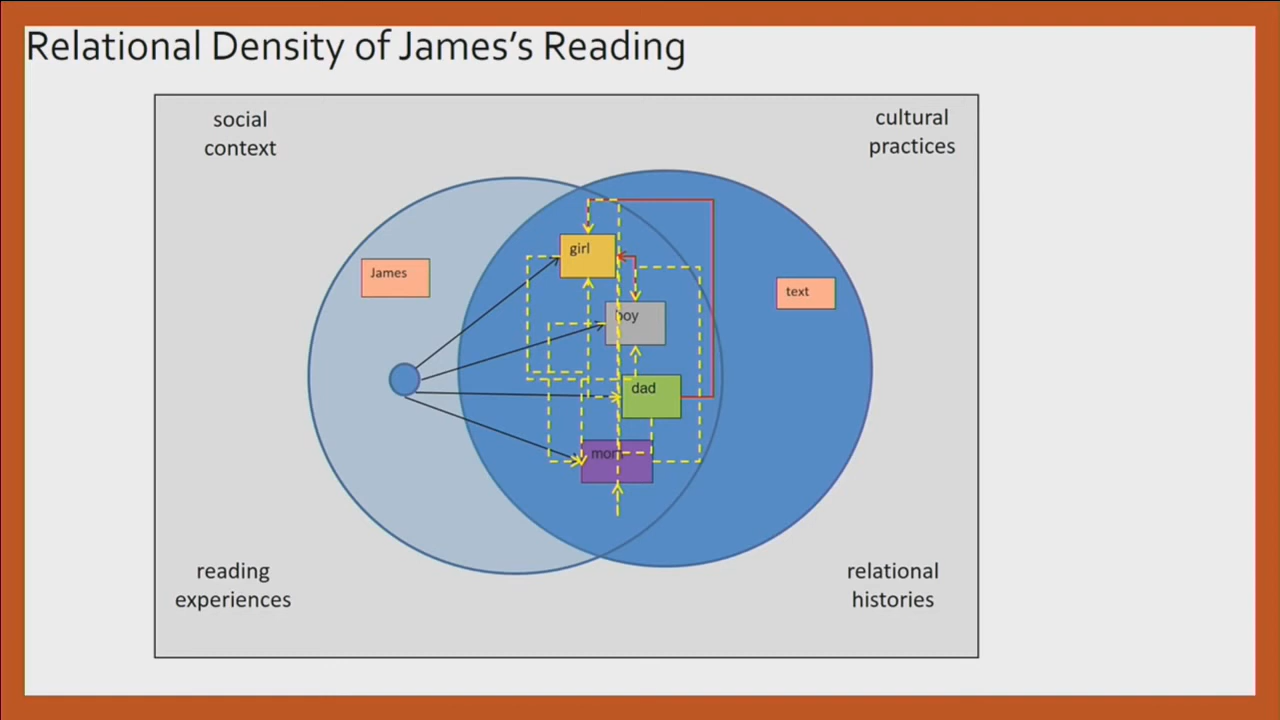 Relational Density of James's Reading
social
context
cultural
practices
girl
James
text
boy
dad
mom
reading
experiences
relational
histories